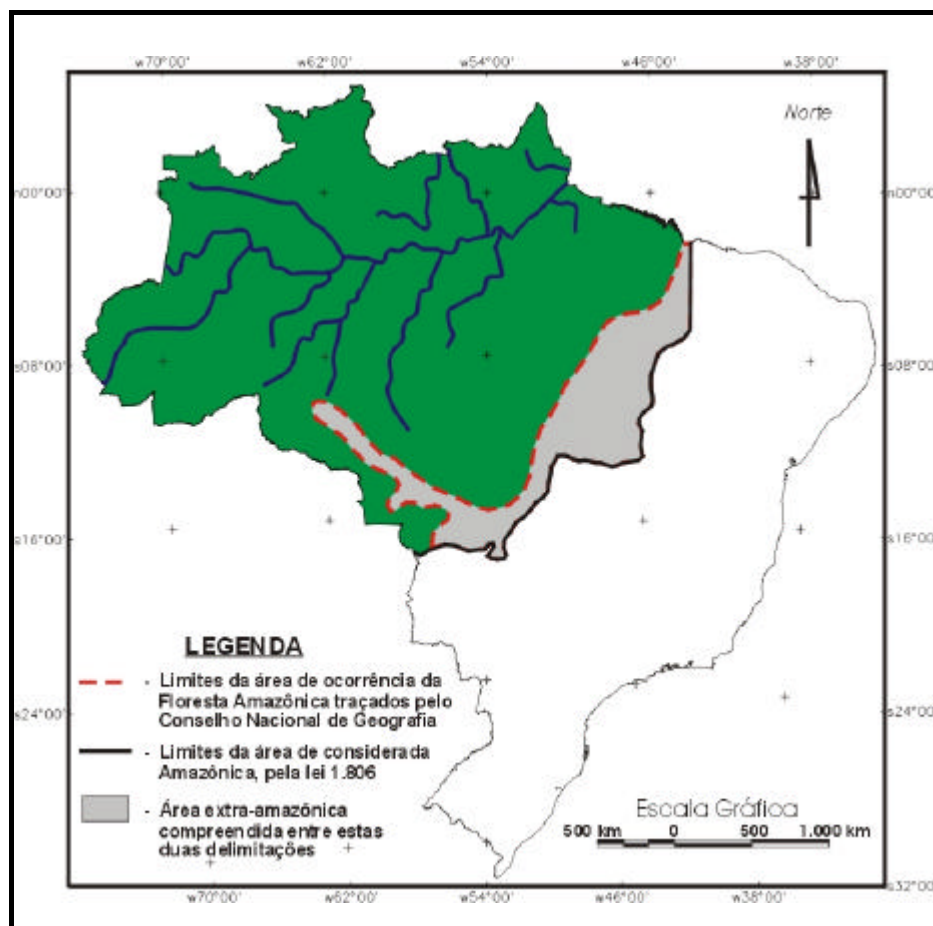 w70°00' w62°00' w54°00' w46°00' w38°00'
Norte
n00°00' n00°00'
s08°00' s08°00'
s16°00' s16°00'
s24°00' s24°00'
LEGENDA
- Limites da área de ocorrência da
Floresta Amazônica traçados pelo
Conselho Nacional de Geografia
- Limites da área de considerada
Amazônica, pela lei 1.806
- Área extra-amazônica
compreendida entre estas
duas delimitações
Escala Gráfica
500 km 0 500 1.000 km
s32°00'
w70°00' w62°00' w54°00' w46°00' w38°00'